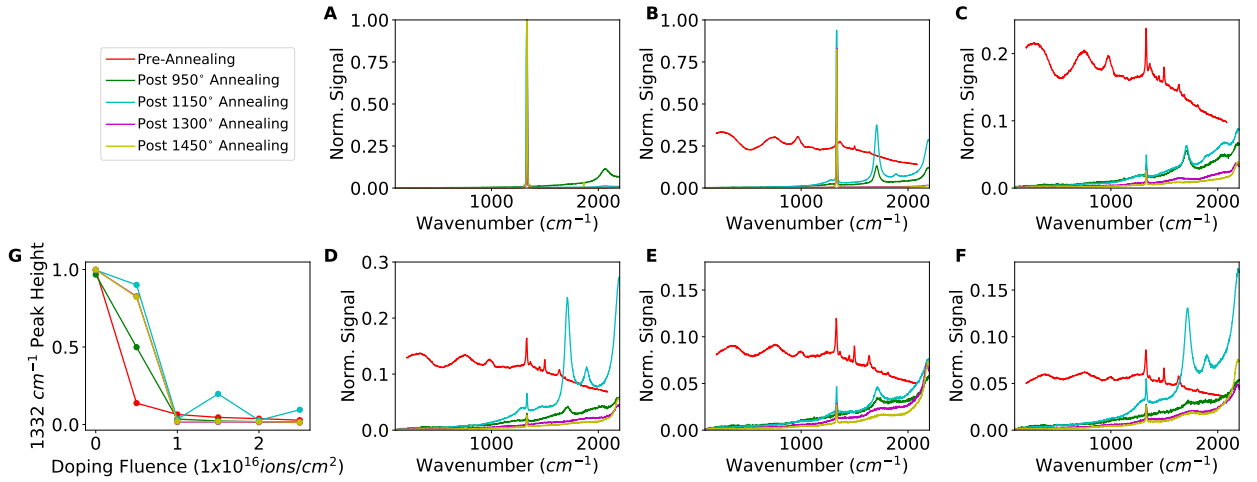 Pre-Annealing
Post 950° Annealing
Post 1150° Annealing
Post 1300° Annealing
Post 1450° Annealing
A
Norm. Signal
1.00
0.75
0.50
0.25
0.00
1000 2000
Wavenumber (cm⁻¹)
B
Norm. Signal
1.00
0.75
0.50
0.25
0.00
1000 2000
Wavenumber (cm⁻¹)
C
Norm. Signal
0.2
0.1
0.0
1000 2000
Wavenumber (cm⁻¹)
G
1332 cm⁻¹ Peak Height
1.0
0.5
0.0
0 1 2
Doping Fluence (1x10¹⁶ions/cm²)
D
Norm. Signal
0.3
0.2
0.1
0.0
1000 2000
Wavenumber (cm⁻¹)
E
Norm. Signal
0.15
0.10
0.05
0.00
1000 2000
Wavenumber (cm⁻¹)
F
Norm. Signal
0.15
0.10
0.05
0.00
1000 2000
Wavenumber (cm⁻¹)